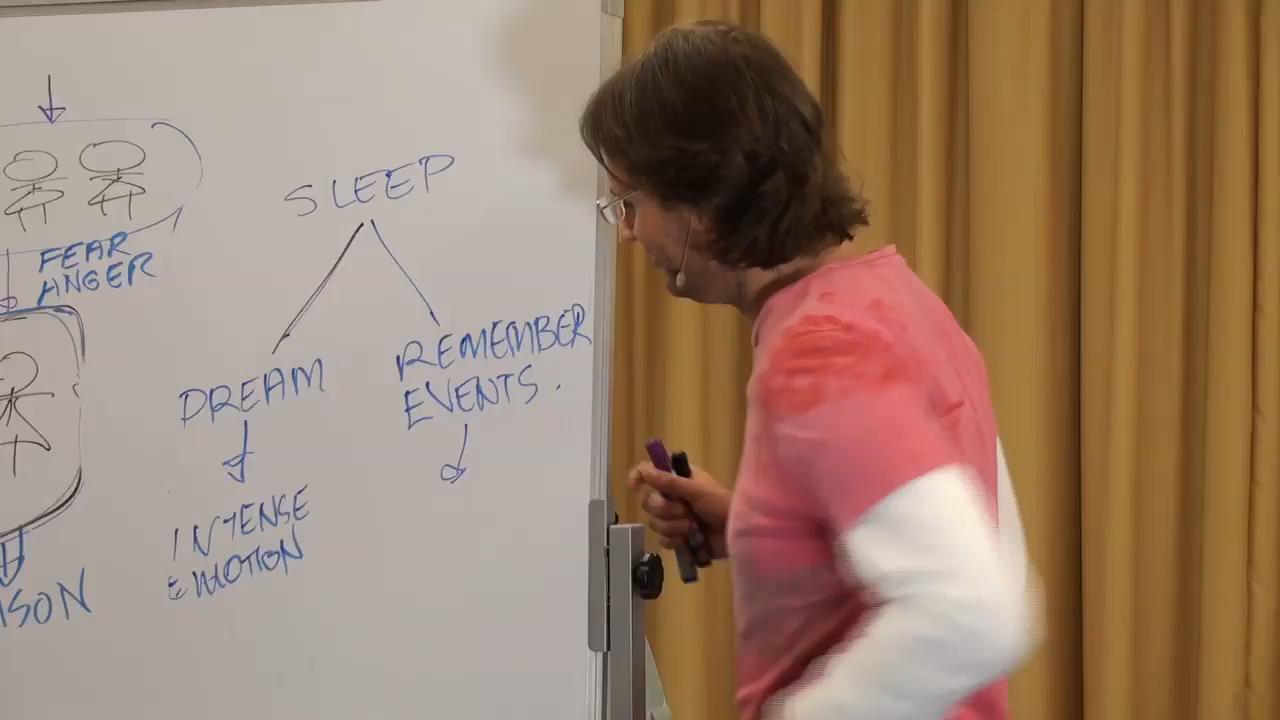 SLEEP
FEAR
ANGER
DREAM
REMEMBER
EVENTS.
INTENSE
EMOTION